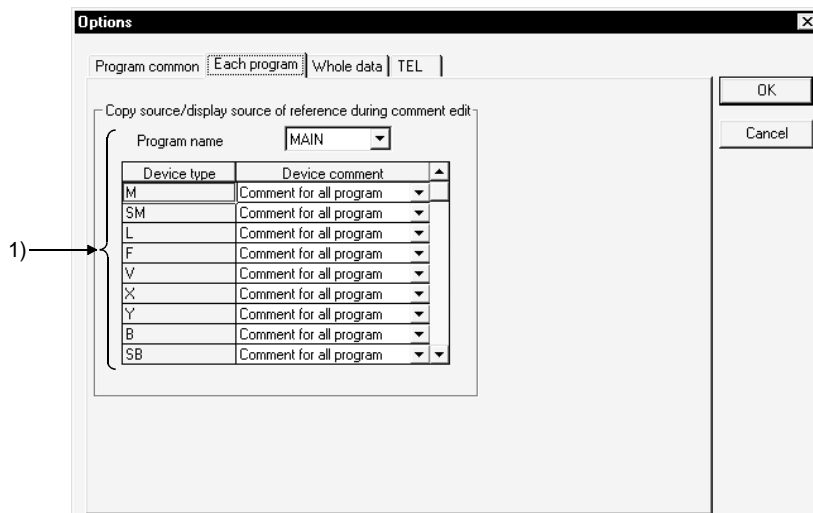 Options
Program common Each program Whole data TEL
OK
Copy source/display source of reference during comment edit
Cancel
Program name MAIN
Device type Device comment
M Comment for all program
SM Comment for all program
L Comment for all program
1) F Comment for all program
V Comment for all program
X Comment for all program
Y Comment for all program
B Comment for all program
SB Comment for all program